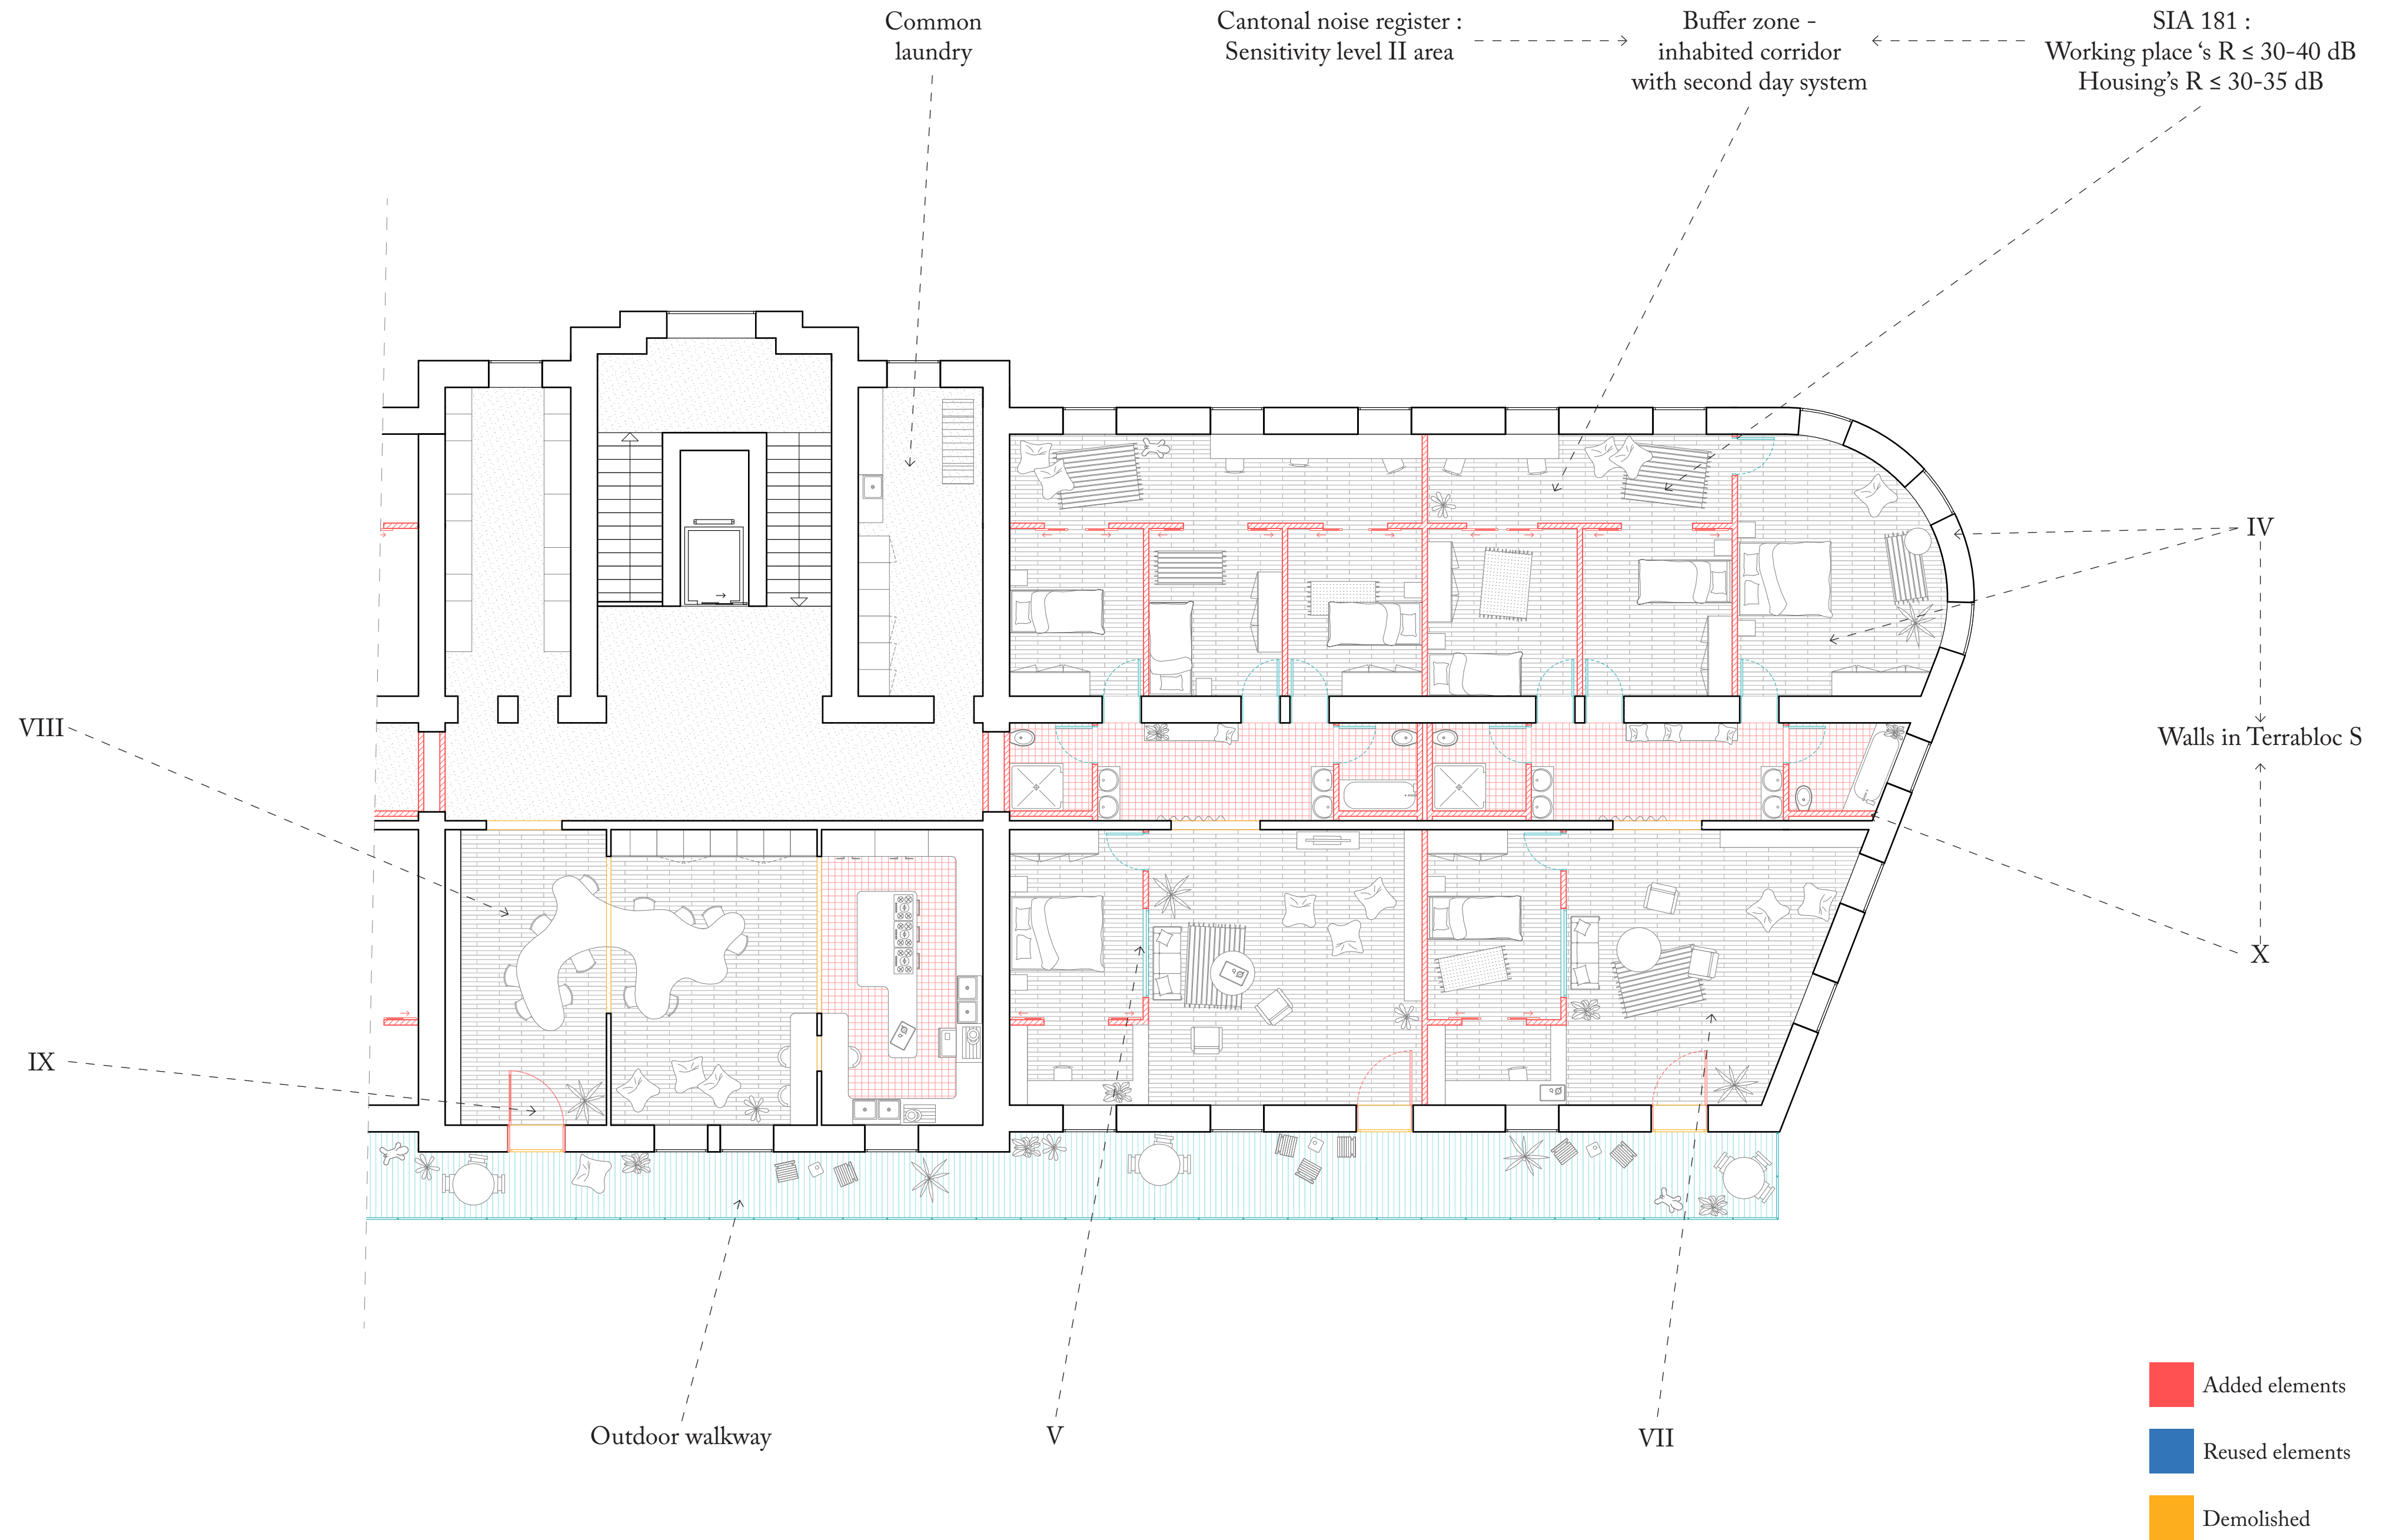 Common
laundry
Cantonal noise register :
Sensitivity level II area
Buffer zone -
inhabited corridor
with second day system
SIA 181 :
Working place ‘s R ≤ 30-40 dB
Housing’s R ≤ 30-35 dB
IV
VIII
Walls in Terrabloc S
X
IX
Outdoor walkway
V
VII
Added elements
Reused elements
Demolished